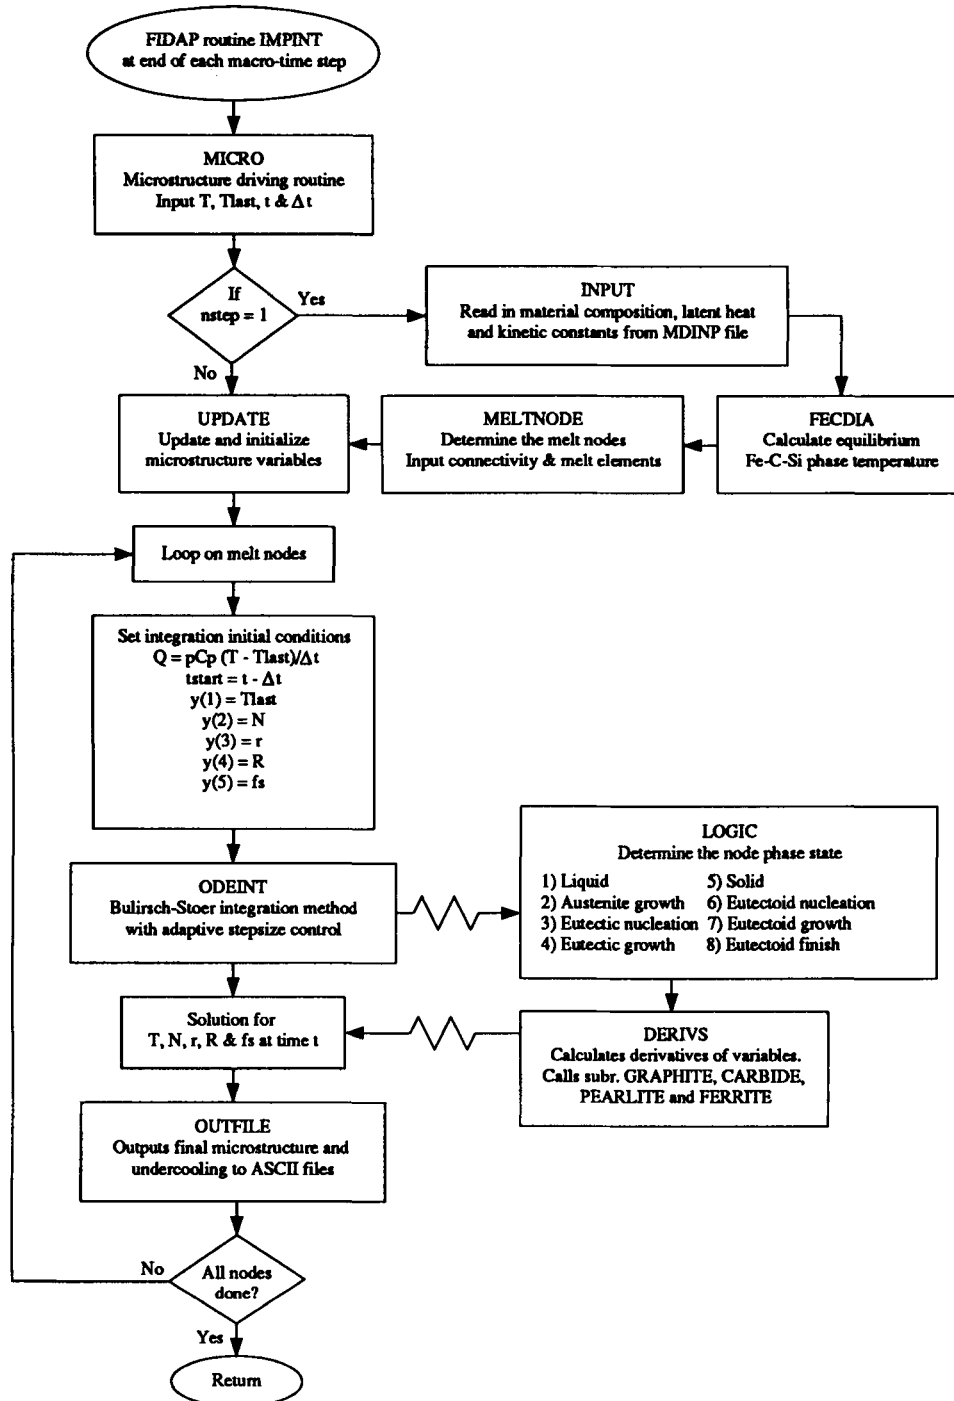 FIDAP routine IMPINT
at end of each macro-time step
MICRO
Microstructure driving routine
Input T, Tlast, t & Δt
If
nstep = 1
Yes
No
INPUT
Read in material composition, latent heat
and kinetic constants from MDINP file
FECDIA
Calculate equilibrium
Fe-C-Si phase temperature
MELTNODE
Determine the melt nodes
Input connectivity & melt elements
UPDATE
Update and initialize
microstructure variables
Loop on melt nodes
Set integration initial conditions
Q = pCp (T - Tlast)/Δt
tstart = t - Δt
y(1) = Tlast
y(2) = N
y(3) = r
y(4) = R
y(5) = fs
ODEINT
Bulirsch-Stoer integration method
with adaptive stepsize control
LOGIC
Determine the node phase state
1) Liquid
2) Austenite growth
3) Eutectic nucleation
4) Eutectic growth
5) Solid
6) Eutectoid nucleation
7) Eutectoid growth
8) Eutectoid finish
DERIVS
Calculates derivatives of variables.
Calls subr. GRAPHITE, CARBIDE,
PEARLITE and FERRITE
Solution for
T, N, r, R & fs at time t
OUTFILE
Outputs final microstructure and
undercooling to ASCII files
All nodes
done?
No
Yes
Return